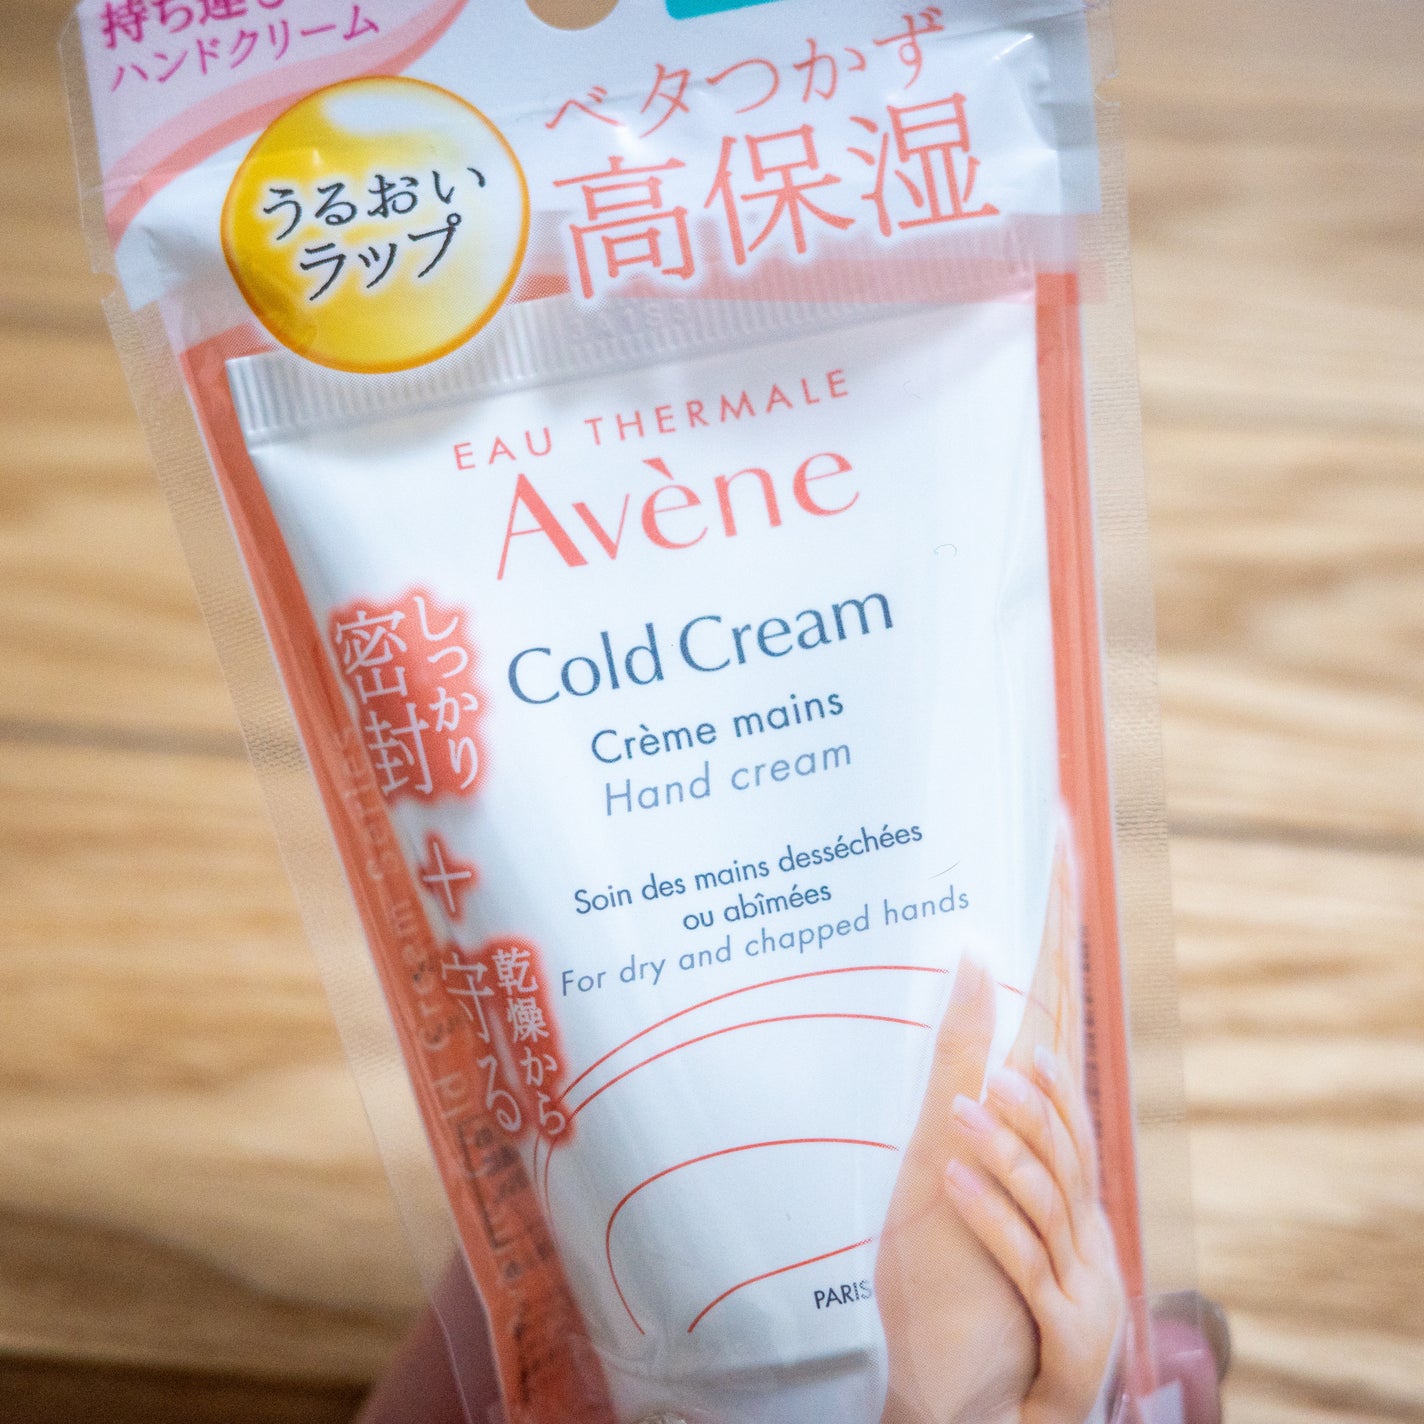 持ち運び
ハンドクリーム
うるおい
ラップ
ベタつかず
高保湿
EAU THERMALE
Avène
Cold Cream
Crème mains
Hand cream
Soin des mains desséchées
ou abîmées
For dry and chapped hands
しっかり
密封
+
乾燥から
守る
PARIS